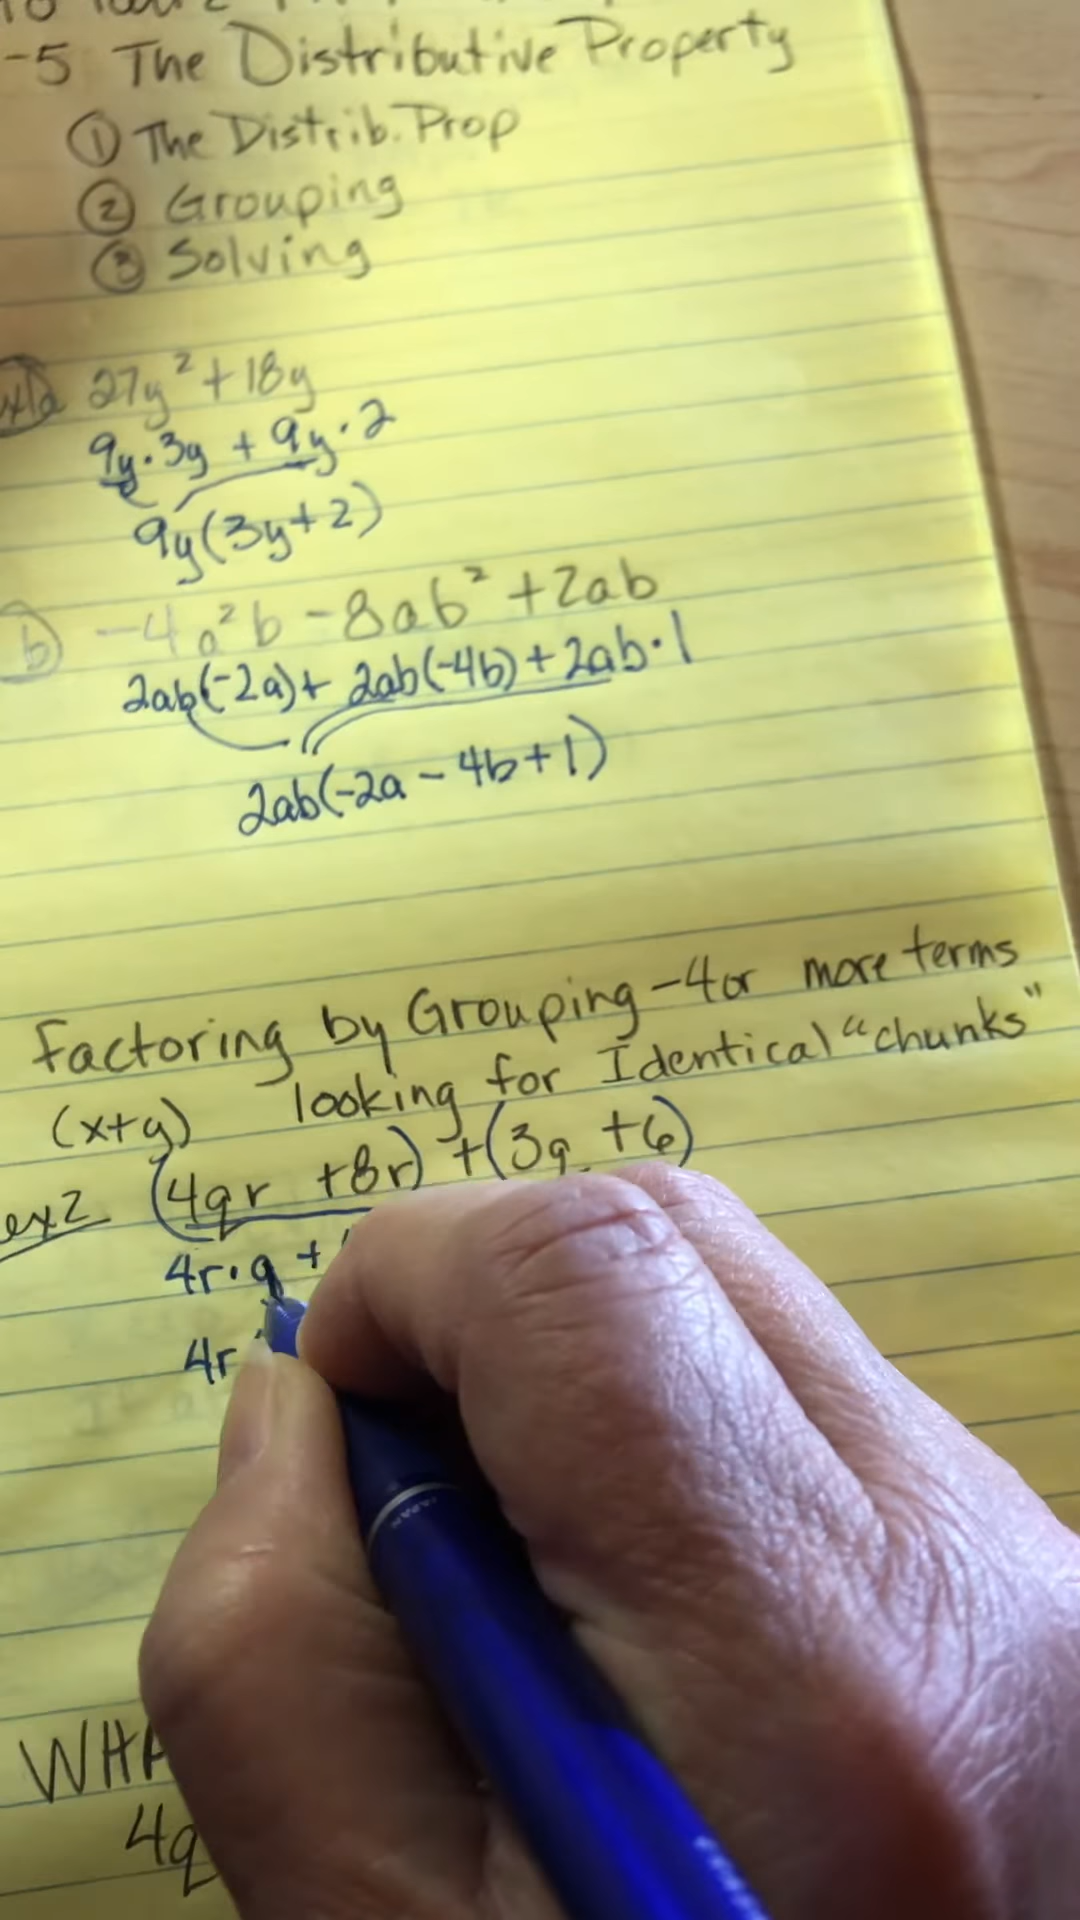 -5 The Distributive Property
① The Distrib. Prop
② Grouping
③ Solving
27y² + 18y
9y · 3y + 9y · 2
9y(3y + 2)
b) -4a²b - 8ab² + 2ab
2ab(-2a) + 2ab(-4b) + 2ab · 1
2ab(-2a - 4b + 1)
Factoring by Grouping - 4 or more terms
(x+y) looking for Identical "chunks"
ex2 (4qr + 8r) + (3q + 6)
4r · q +
4r
JAPAN
4q